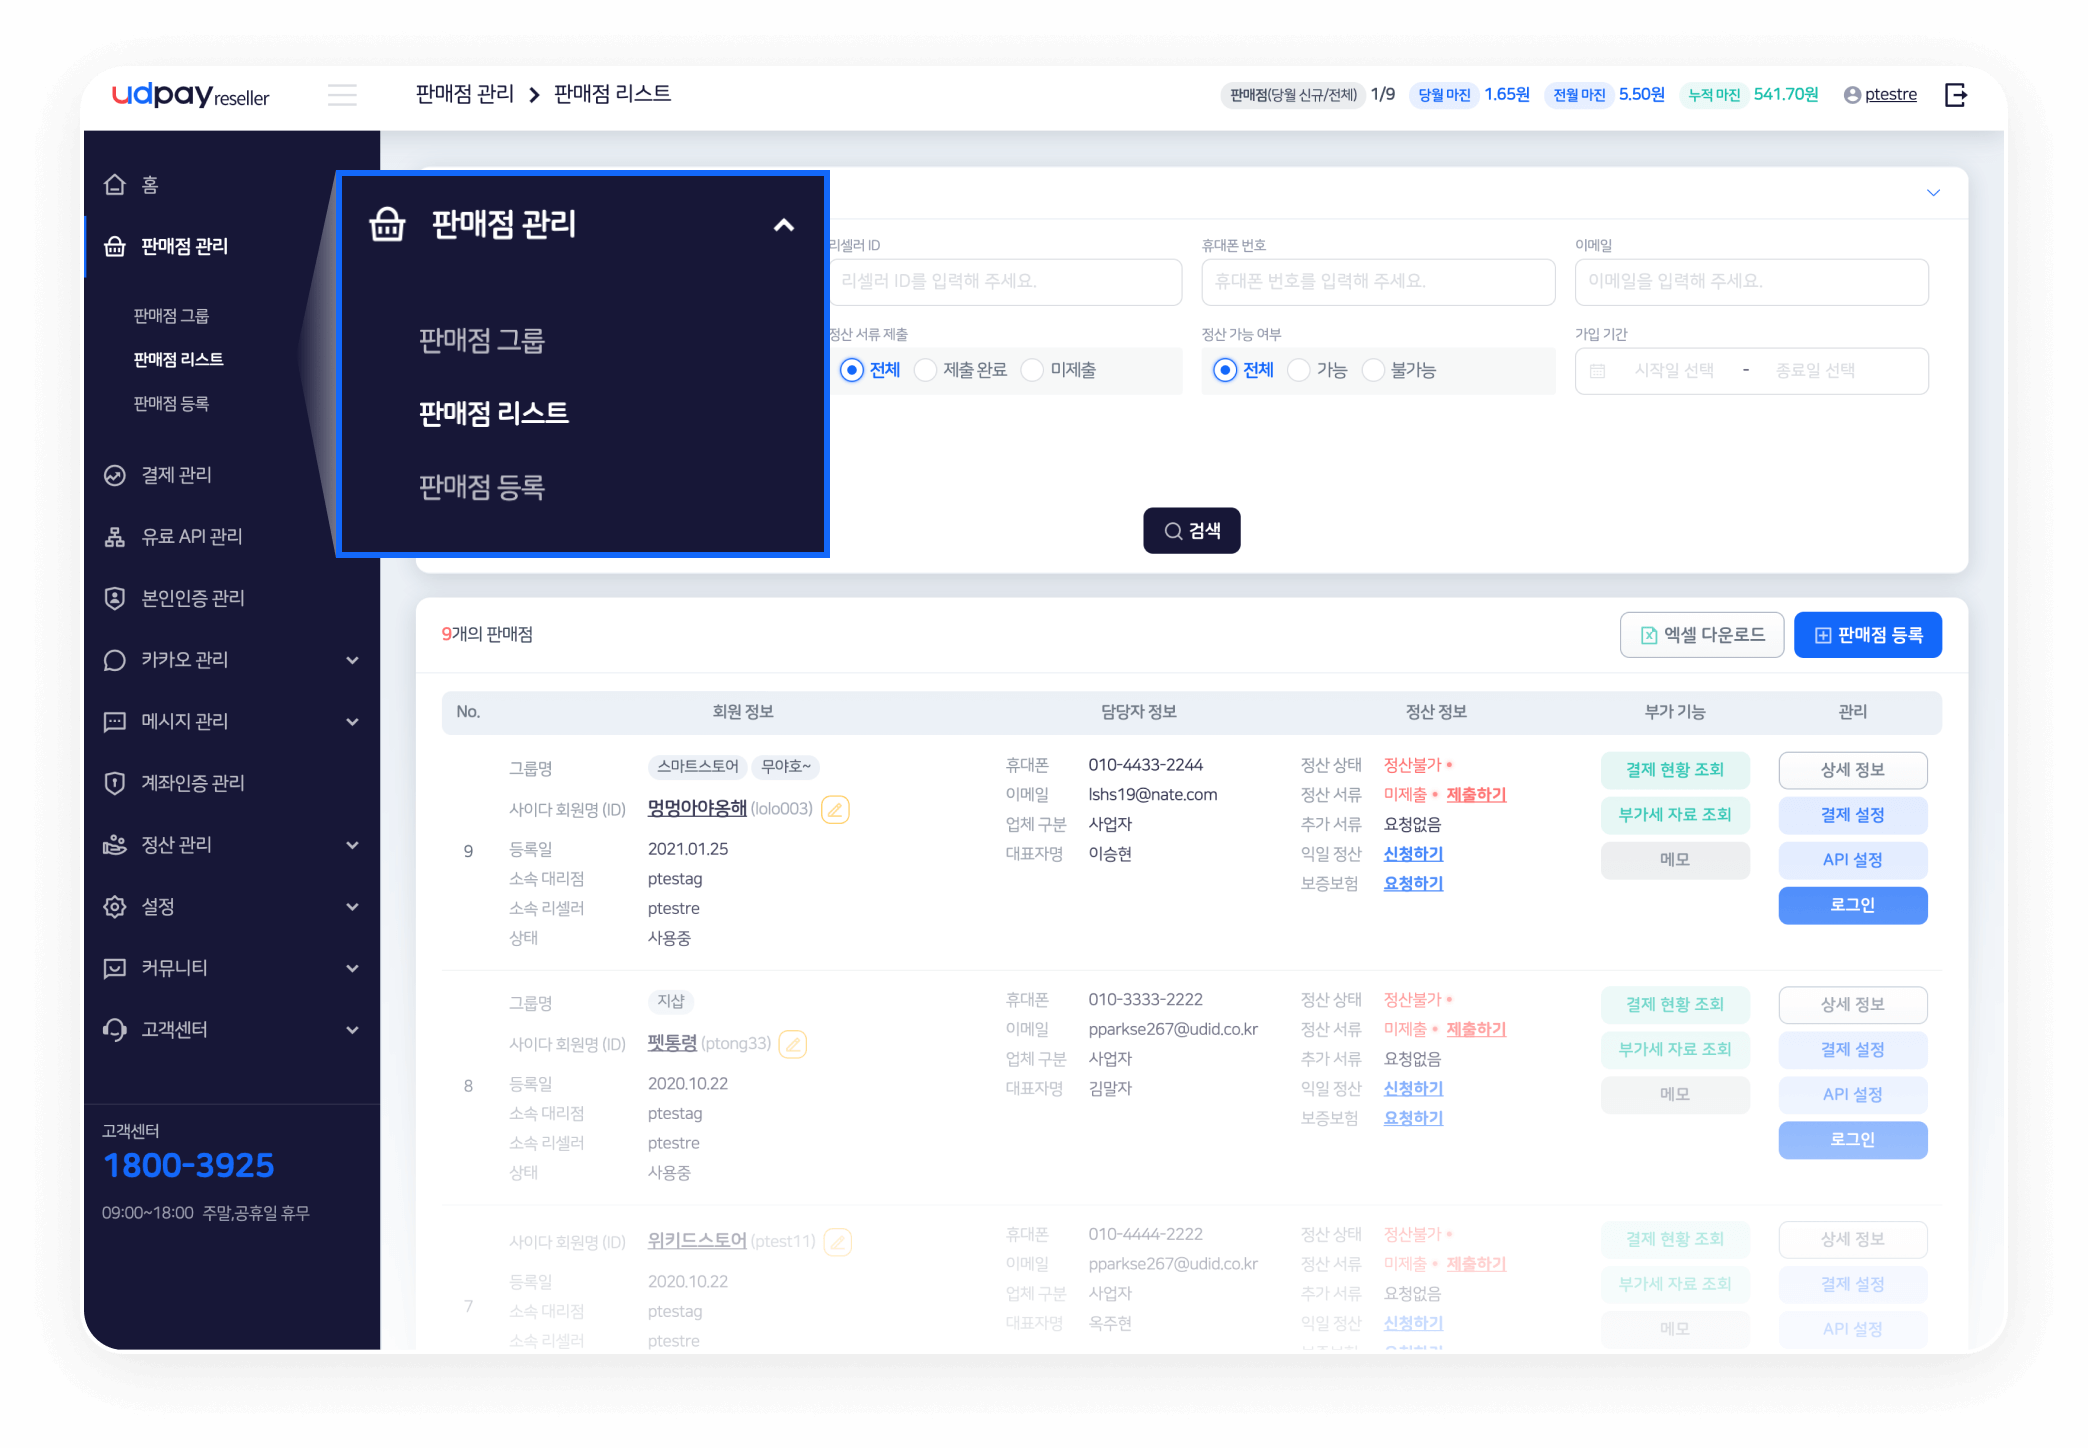 udpay reseller
판매점 관리 > 판매점 리스트
판매점(당월 신규/전체) 1/9 당월 마진 1.65원 전월 마진 5.50원 누적 마진 541.70원 ptestre
홈
판매점 관리
판매점 그룹
판매점 리스트
판매점 등록
결제 관리
유료 API 관리
본인인증 관리
카카오 관리
메시지 관리
계좌인증 관리
정산 관리
설정
커뮤니티
고객센터
고객센터
1800-3925
09:00~18:00 주말,공휴일 휴무
판매점 관리
판매점 그룹
판매점 리스트
판매점 등록
리셀러 ID 휴대폰 번호 이메일
리셀러 ID를 입력해 주세요. 휴대폰 번호를 입력해 주세요. 이메일을 입력해 주세요.
정산 서류 제출 정산 가능 여부 가입 기간
전체 제출 완료 미제출 전체 가능 불가능 시작일 선택 - 종료일 선택
검색
9개의 판매점 엑셀 다운로드 판매점 등록
No. 회원 정보 담당자 정보 정산 정보 부가 기능 관리
9
그룹명 스마트스토어 무야호~
사이다 회원명 (ID) 멍멍아야옹해 (lolo003)
등록일 2021.01.25
소속 대리점 ptestag
소속 리셀러 ptestre
상태 사용중
휴대폰 010-4433-2244
이메일 lshs19@nate.com
업체 구분 사업자
대표자명 이승현
정산 상태 정산불가
정산 서류 미제출 제출하기
추가 서류 요청없음
익일 정산 신청하기
보증보험 요청하기
결제 현황 조회
부가세 자료 조회
메모
상세 정보
결제 설정
API 설정
로그인
8
그룹명 지샵
사이다 회원명 (ID) 펫통령 (ptong33)
등록일 2020.10.22
소속 대리점 ptestag
소속 리셀러 ptestre
상태 사용중
휴대폰 010-3333-2222
이메일 pparkse267@udid.co.kr
업체 구분 사업자
대표자명 김말자
정산 상태 정산불가
정산 서류 미제출 제출하기
추가 서류 요청없음
익일 정산 신청하기
보증보험 요청하기
결제 현황 조회
부가세 자료 조회
메모
상세 정보
결제 설정
API 설정
로그인
7
사이다 회원명 (ID) 위키드스토어 (ptest11)
등록일 2020.10.22
소속 대리점 ptestag
소속 리셀러 ptestre
휴대폰 010-4444-2222
이메일 pparkse267@udid.co.kr
업체 구분 사업자
대표자명 옥주현
정산 상태 정산불가
정산 서류 미제출 제출하기
추가 서류 요청없음
익일 정산 신청하기
결제 현황 조회
부가세 자료 조회
메모
상세 정보
결제 설정
API 설정